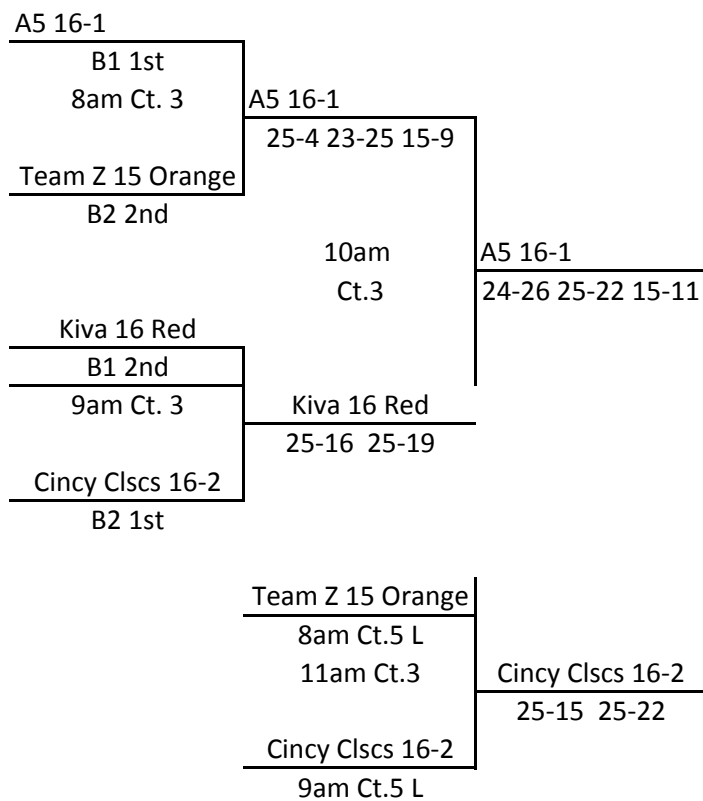 A5 16-1
B1 1st
8am Ct. 3
A5 16-1
25-4 23-25 15-9
Team Z 15 Orange
B2 2nd
10am
Ct.3
A5 16-1
24-26 25-22 15-11
Kiva 16 Red
B1 2nd
9am Ct. 3
Kiva 16 Red
25-16 25-19
Cincy Clscs 16-2
B2 1st
Team Z 15 Orange
8am Ct.5 L
11am Ct.3
Cincy Clscs 16-2
25-15 25-22
Cincy Clscs 16-2
9am Ct.5 L